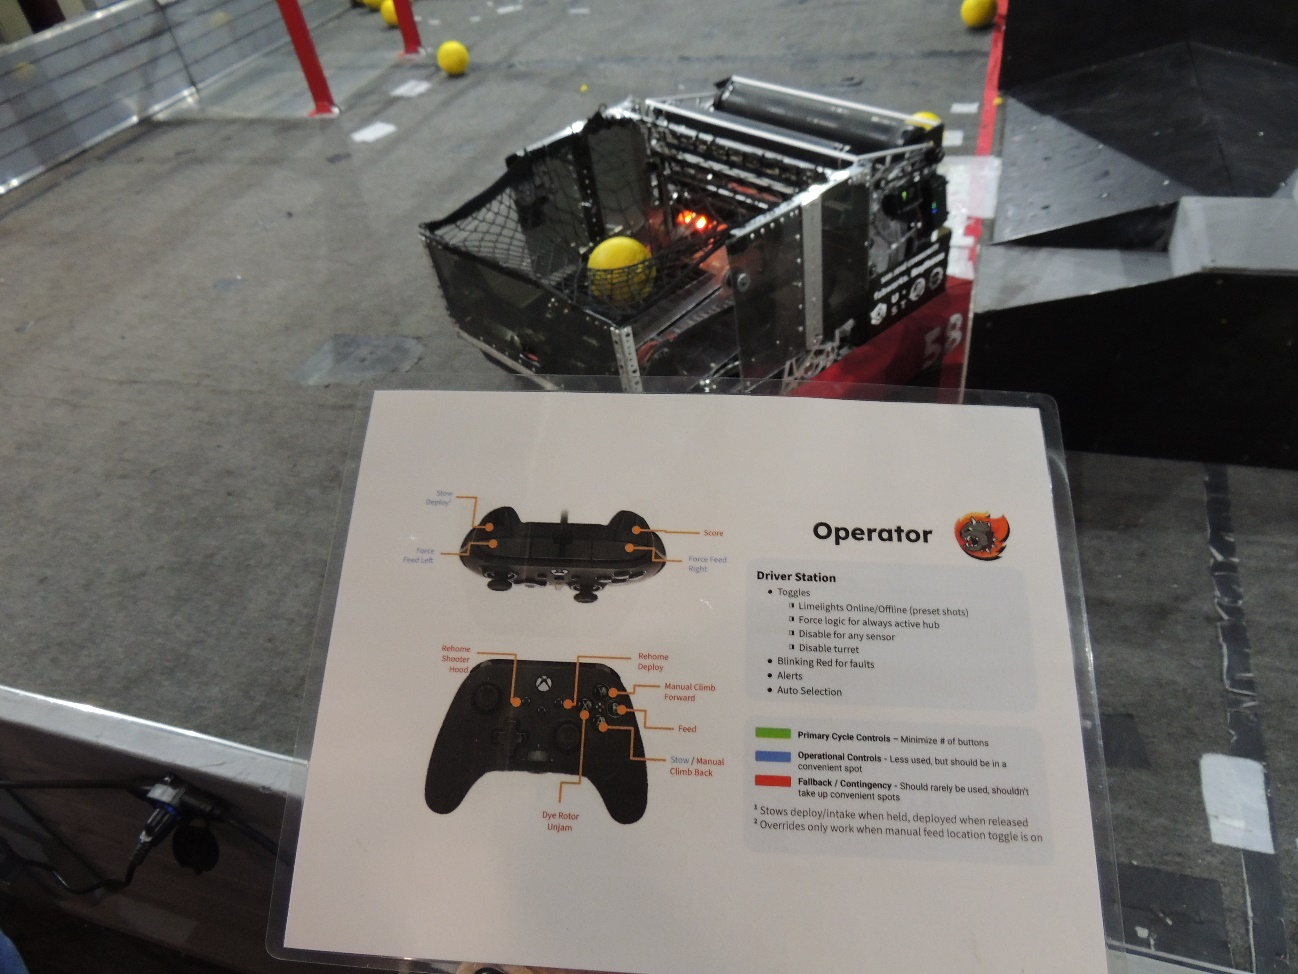 58
Stow
Deploy¹
Force
Feed Left
Score
Force Feed
Right
Operator
Driver Station
• Toggles
Limelights Online/Offline (preset shots)
Force logic for always active hub
Disable for any sensor
Disable turret
• Blinking Red for faults
• Alerts
• Auto Selection
Rehome
Shooter
Hood
Rehome
Deploy
Manual Climb
Forward
Feed
Stow / Manual
Climb Back
Dye Rotor
Unjam
Primary Cycle Controls – Minimize # of buttons
Operational Controls - Less used, but should be in a
convenient spot
Fallback / Contingency - Should rarely be used, shouldn't
take up convenient spots
¹ Stows deploy/intake when held, deployed when released
² Overrides only work when manual feed location toggle is on